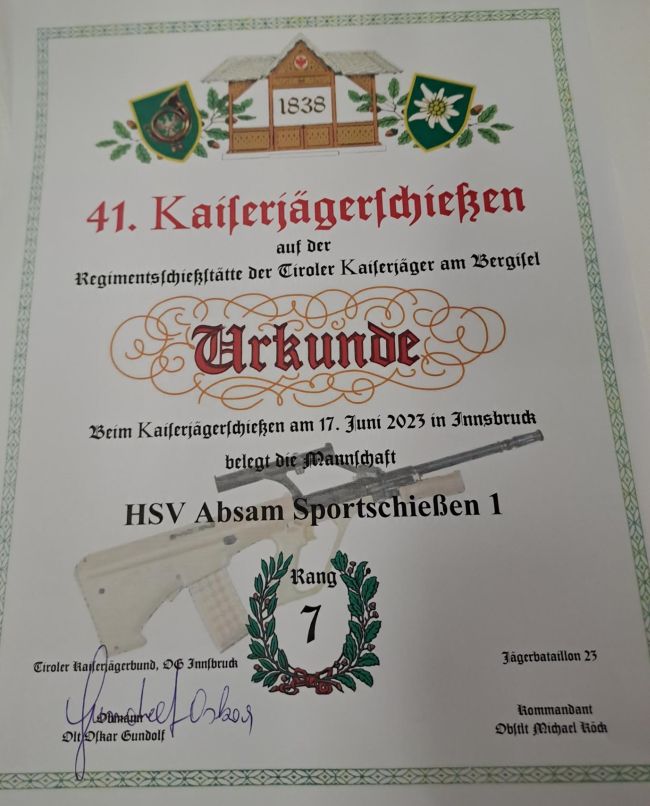 1838
41. Kaiſerjägerſchießen
auf der
Regimentsſchießſtätte der Tiroler Kaiſerjäger am Bergiſel
Urkunde
Beim Kaiſerjägerſchießen am 17. Juni 2023 in Innsbruck
belegt die Mannſchaft
HSV Absam Sportschießen 1
Rang
7
Tiroler Kaiſerjägerbund, OG Innſbruck
Jägerbataillon 23
Obmann
Olt Oſkar Gundolf
Kommandant
Obſtlt Michael Köck